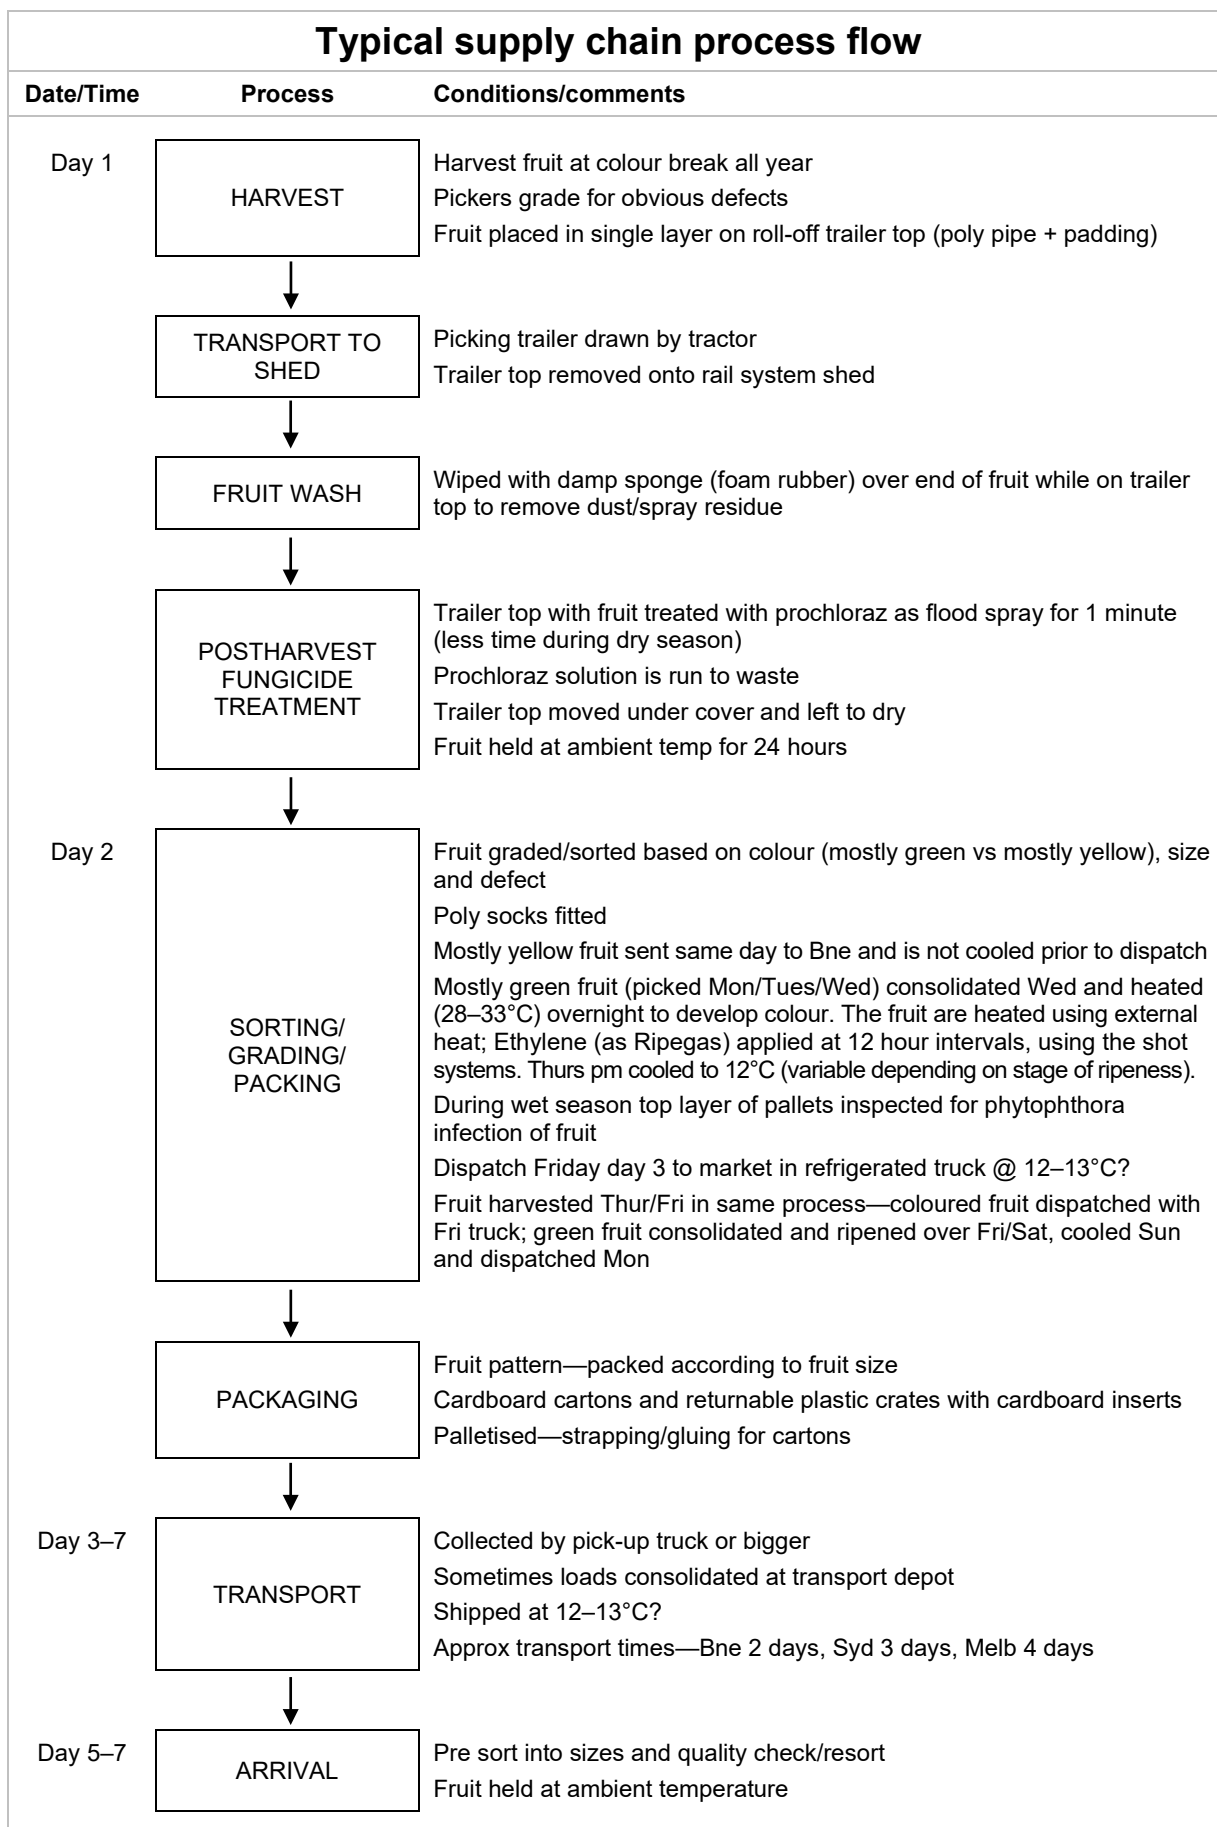 Typical supply chain process flow
Date/Time Process Conditions/comments
Day 1
HARVEST
Harvest fruit at colour break all year
Pickers grade for obvious defects
Fruit placed in single layer on roll-off trailer top (poly pipe + padding)
TRANSPORT TO
SHED
Picking trailer drawn by tractor
Trailer top removed onto rail system shed
FRUIT WASH
Wiped with damp sponge (foam rubber) over end of fruit while on trailer
top to remove dust/spray residue
POSTHARVEST
FUNGICIDE
TREATMENT
Trailer top with fruit treated with prochloraz as flood spray for 1 minute
(less time during dry season)
Prochloraz solution is run to waste
Trailer top moved under cover and left to dry
Fruit held at ambient temp for 24 hours
Day 2
SORTING/
GRADING/
PACKING
Fruit graded/sorted based on colour (mostly green vs mostly yellow), size
and defect
Poly socks fitted
Mostly yellow fruit sent same day to Bne and is not cooled prior to dispatch
Mostly green fruit (picked Mon/Tues/Wed) consolidated Wed and heated
(28–33°C) overnight to develop colour. The fruit are heated using external
heat; Ethylene (as Ripegas) applied at 12 hour intervals, using the shot
systems. Thurs pm cooled to 12°C (variable depending on stage of ripeness).
During wet season top layer of pallets inspected for phytophthora
infection of fruit
Dispatch Friday day 3 to market in refrigerated truck @ 12–13°C?
Fruit harvested Thur/Fri in same process—coloured fruit dispatched with
Fri truck; green fruit consolidated and ripened over Fri/Sat, cooled Sun
and dispatched Mon
PACKAGING
Fruit pattern—packed according to fruit size
Cardboard cartons and returnable plastic crates with cardboard inserts
Palletised—strapping/gluing for cartons
Day 3–7
TRANSPORT
Collected by pick-up truck or bigger
Sometimes loads consolidated at transport depot
Shipped at 12–13°C?
Approx transport times—Bne 2 days, Syd 3 days, Melb 4 days
Day 5–7
ARRIVAL
Pre sort into sizes and quality check/resort
Fruit held at ambient temperature